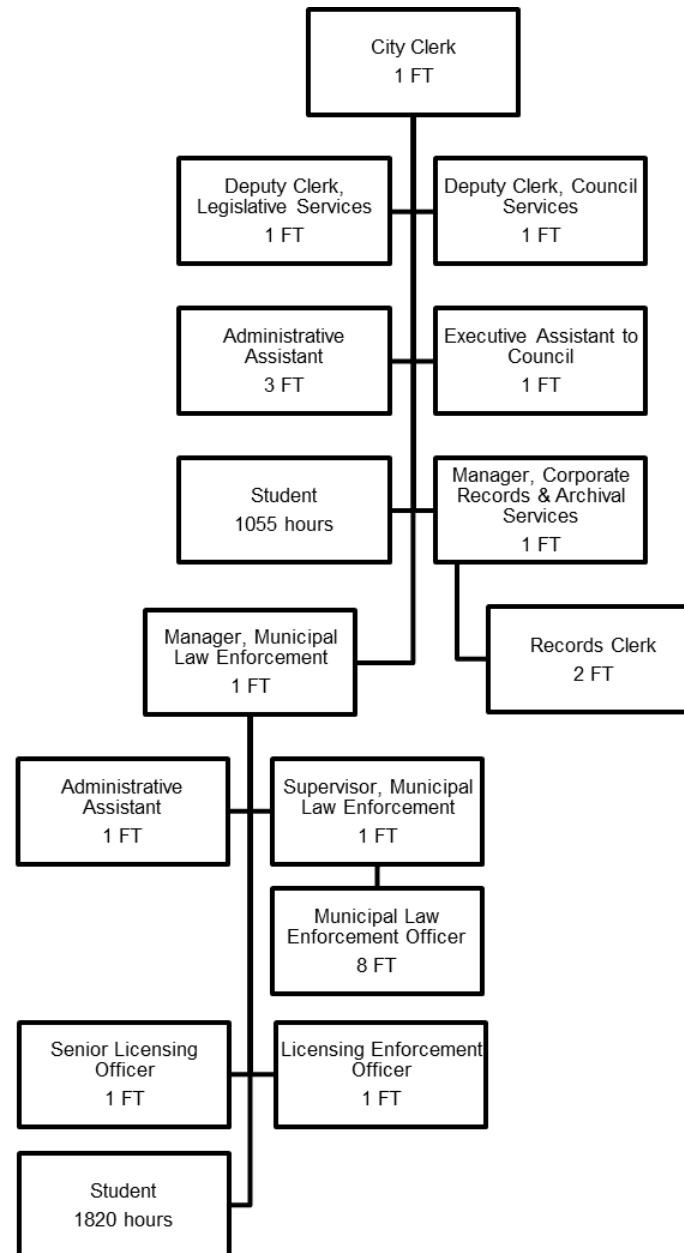 City Clerk
1 FT
Deputy Clerk,
Legislative Services
1 FT
Deputy Clerk, Council
Services
1 FT
Administrative
Assistant
3 FT
Executive Assistant to
Council
1 FT
Student
1055 hours
Manager, Corporate
Records & Archival
Services
1 FT
Manager, Municipal
Law Enforcement
1 FT
Records Clerk
2 FT
Administrative
Assistant
1 FT
Supervisor, Municipal
Law Enforcement
1 FT
Municipal Law
Enforcement Officer
8 FT
Senior Licensing
Officer
1 FT
Licensing Enforcement
Officer
1 FT
Student
1820 hours